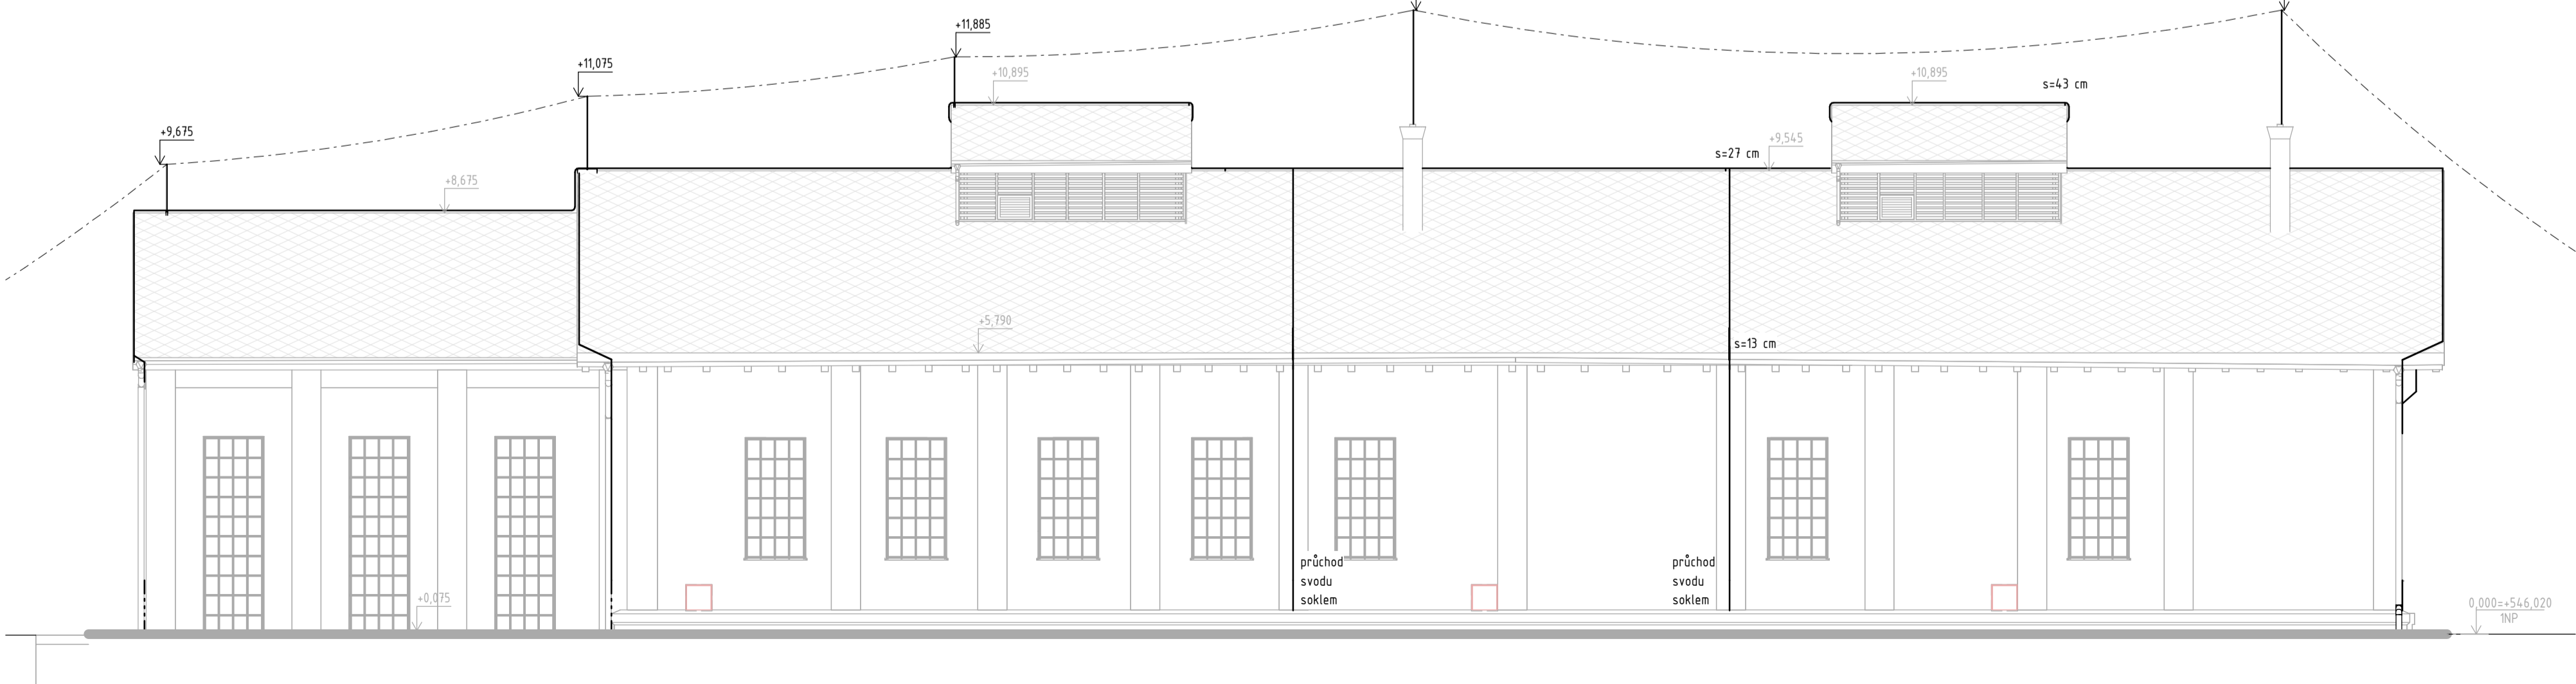 +11,885
+11,075
+10,895
+10,895
s=43 cm
+9,675
+9,545
s=27 cm
+8,675
+5,790
s=13 cm
průchod
svodu
soklem
průchod
svodu
soklem
+0,075
0,000=+546,020
1NP